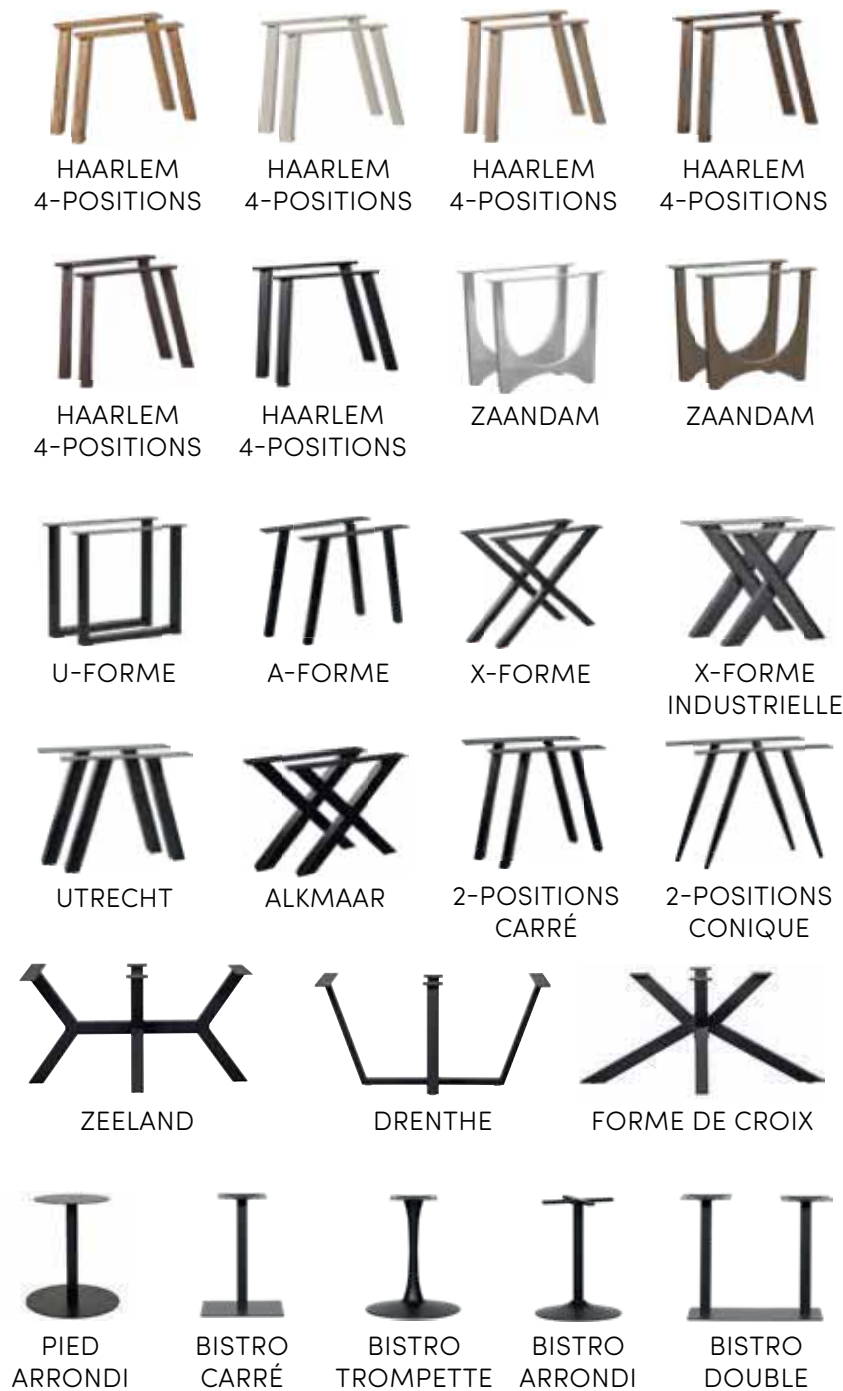 HAARLEM
4-POSITIONS
HAARLEM
4-POSITIONS
HAARLEM
4-POSITIONS
HAARLEM
4-POSITIONS
HAARLEM
4-POSITIONS
HAARLEM
4-POSITIONS
ZAANDAM
ZAANDAM
U-FORME
A-FORME
X-FORME
X-FORME
INDUSTRIELLE
UTRECHT
ALKMAAR
2-POSITIONS
CARRÉ
2-POSITIONS
CONIQUE
ZEELAND
DRENTHE
FORME DE CROIX
PIED
ARRONDI
BISTRO
CARRÉ
BISTRO
TROMPETTE
BISTRO
ARRONDI
BISTRO
DOUBLE